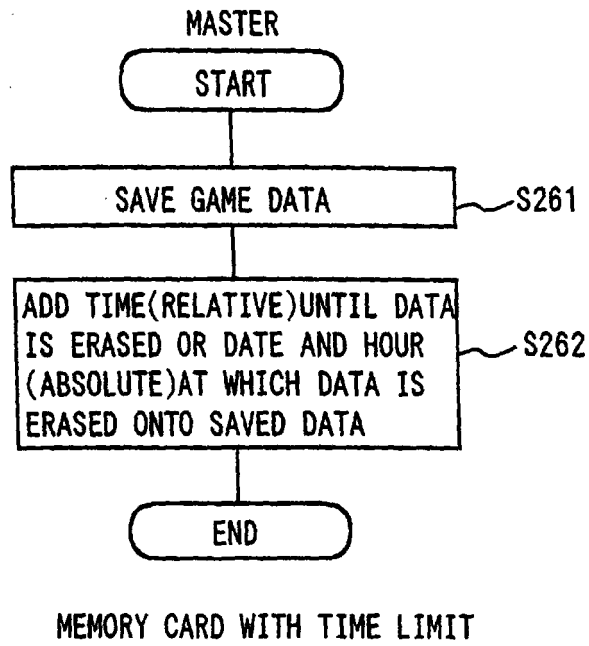 MASTER
START
SAVE GAME DATA
S261
ADD TIME(RELATIVE)UNTIL DATA
IS ERASED OR DATE AND HOUR
(ABSOLUTE)AT WHICH DATA IS
ERASED ONTO SAVED DATA
S262
END
MEMORY CARD WITH TIME LIMIT